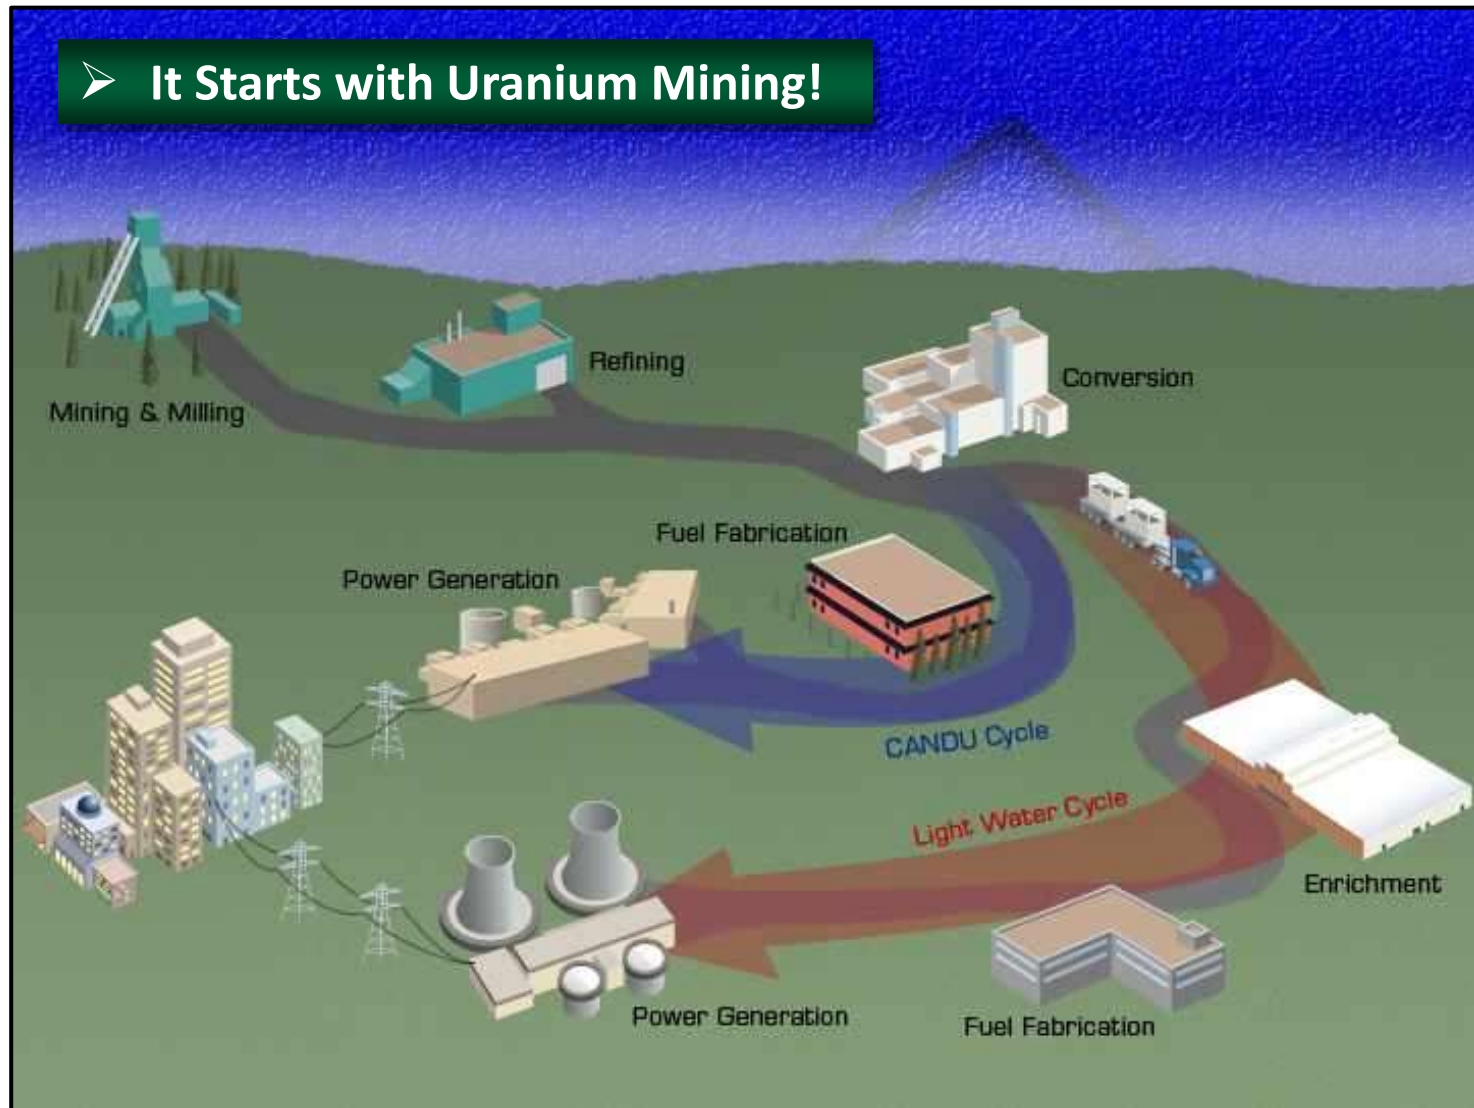 ➢ It Starts with Uranium Mining!
Refining
Conversion
Mining & Milling
Fuel Fabrication
Power Generation
CANDU Cycle
Light Water Cycle
Enrichment
Power Generation
Fuel Fabrication